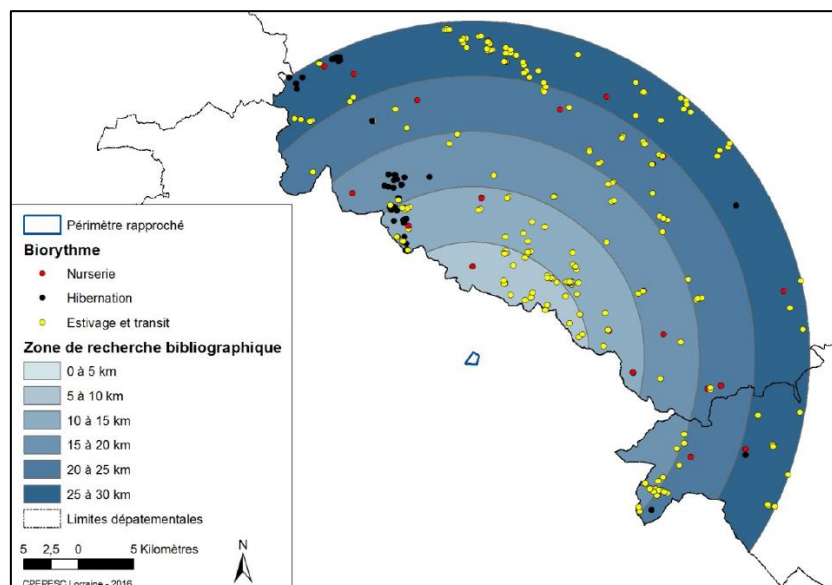 Périmètre rapproché
Biorythme
Nurserie
Hibernation
Estivage et transit
Zone de recherche bibliographique
0 à 5 km
5 à 10 km
10 à 15 km
15 à 20 km
20 à 25 km
25 à 30 km
Limites dépatementales
5 2,5 0 5 Kilomètres
N
CPEPESC Lorraine - 2016